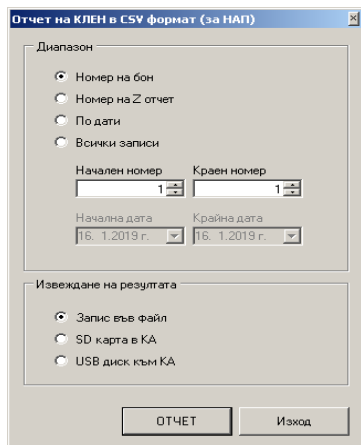 Отчет на КЛЕН в CSV формат (за НАП)
Диапазон
Номер на бон
Номер на Z отчет
По дати
Всички записи
Начален номер Краен номер
1 1
Начална дата Крайна дата
16. 1.2019 г. 16. 1.2019 г.
Извеждане на резултата
Запис във файл
SD карта в КА
USB диск към КА
ОТЧЕТ Изход